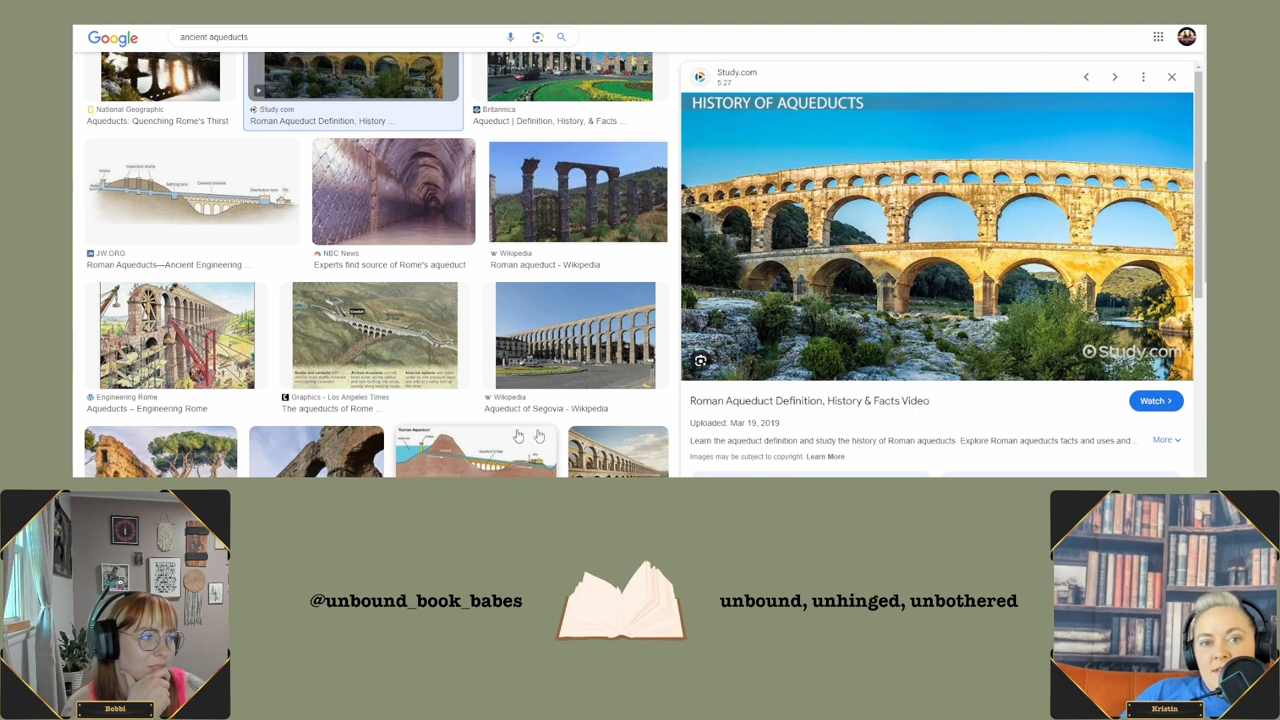 Google
ancient aqueducts
National Geographic
Aqueducts: Quenching Rome's Thirst
Study.com
Roman Aqueduct Definition, History ...
Britannica
Aqueduct | Definition, History, & Facts ...
JW.ORG
Roman Aqueducts—Ancient Engineering ...
NBC News
Experts find source of Rome's aqueduct
Wikipedia
Roman aqueduct - Wikipedia
Engineering Rome
Aqueducts – Engineering Rome
Graphics - Los Angeles Times
The aqueducts of Rome ...
Wikipedia
Aqueduct of Segovia - Wikipedia
Roman Aqueduct
Study.com
5:27
HISTORY OF AQUEDUCTS
Study.com
Roman Aqueduct Definition, History & Facts Video
Watch
Uploaded: Mar 19, 2019
Learn the aqueduct definition and study the history of Roman aqueducts. Explore Roman aqueducts facts and uses and...
More
Images may be subject to copyright. Learn More
@unbound_book_babes
unbound, unhinged, unbothered
Bobbi
Kristin